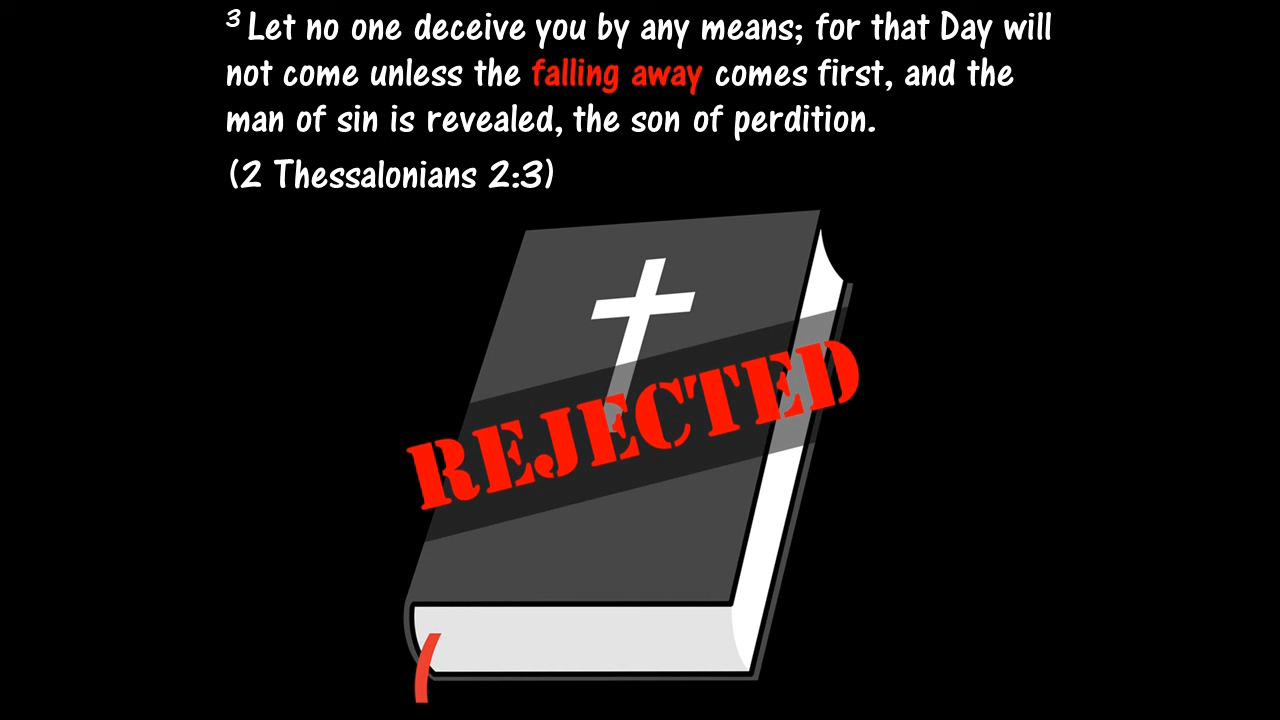 3 Let no one deceive you by any means; for that Day will
not come unless the falling away comes first, and the
man of sin is revealed, the son of perdition.
(2 Thessalonians 2:3)
REJECTED